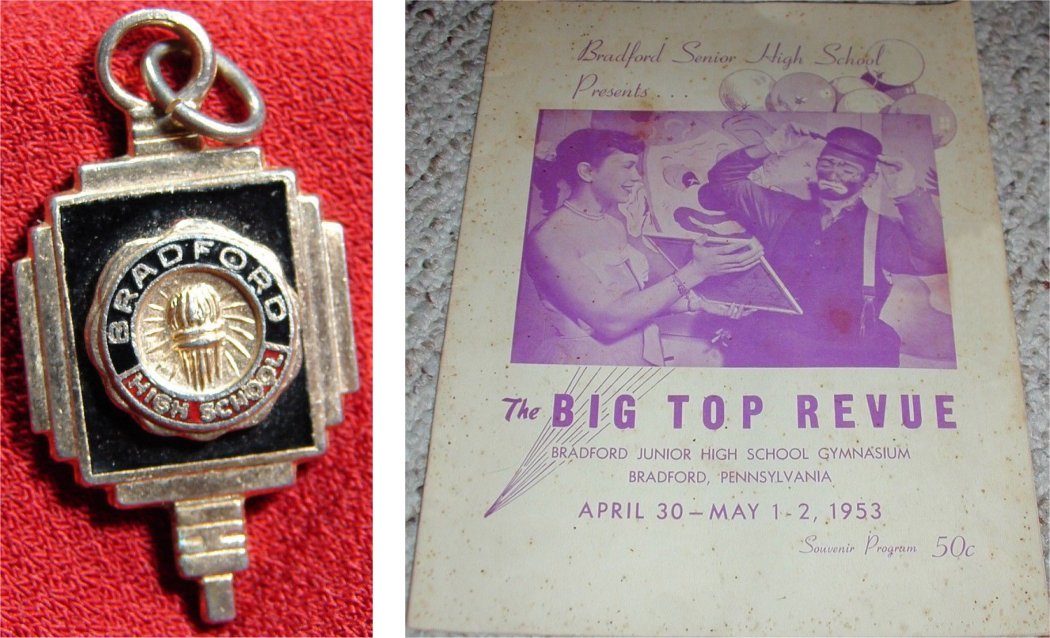 BRADFORD
HIGH SCHOOL
Bradford Senior High School
Presents . . .
The BIG TOP REVUE
BRADFORD JUNIOR HIGH SCHOOL GYMNASIUM
BRADFORD, PENNSYLVANIA
APRIL 30 — MAY 1 - 2, 1953
Souvenir Program 50c